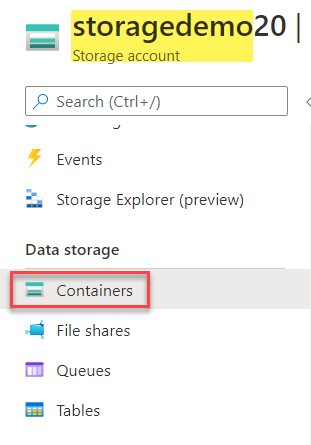 storagedemo20 |
Storage account
Search (Ctrl+/)
Events
Storage Explorer (preview)
Data storage
Containers
File shares
Queues
Tables